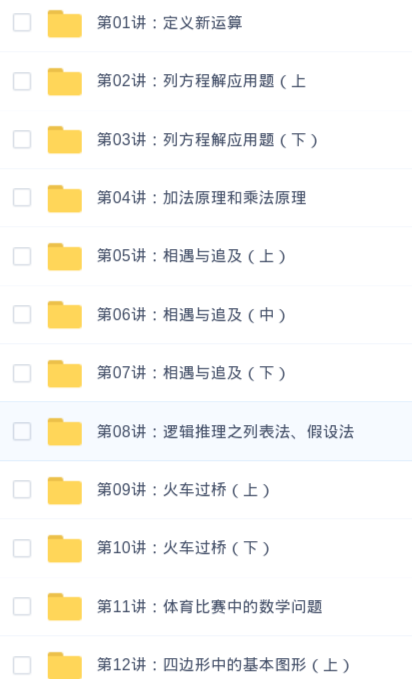 第01讲：定义新运算
第02讲：列方程解应用题（上
第03讲：列方程解应用题（下）
第04讲：加法原理和乘法原理
第05讲：相遇与追及（上）
第06讲：相遇与追及（中）
第07讲：相遇与追及（下）
第08讲：逻辑推理之列表法、假设法
第09讲：火车过桥（上）
第10讲：火车过桥（下）
第11讲：体育比赛中的数学问题
第12讲：四边形中的基本图形（上）